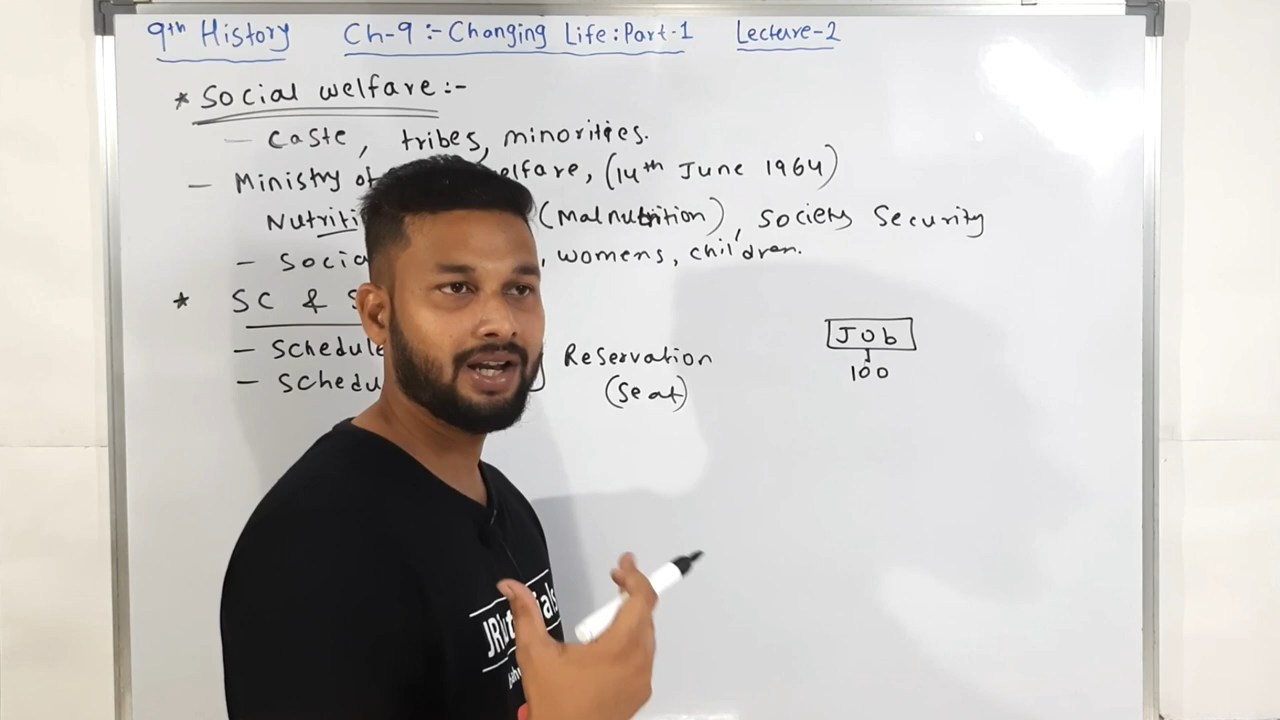 9th History Ch-9:- Changing Life: Part-1 Lecture-2
* Social welfare :-
- Caste, tribes, minorities.
- Ministry of elfare, (14th June 1964)
Nutriti (Malnutrition), Society Security
- Socia , womens, children.
* SC & S
- Schedule
- Schedu
Reservation
(Seat)
Job
100